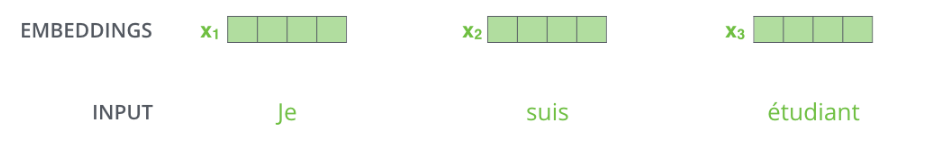 EMBEDDINGS x1 x2 x3
INPUT Je suis étudiant